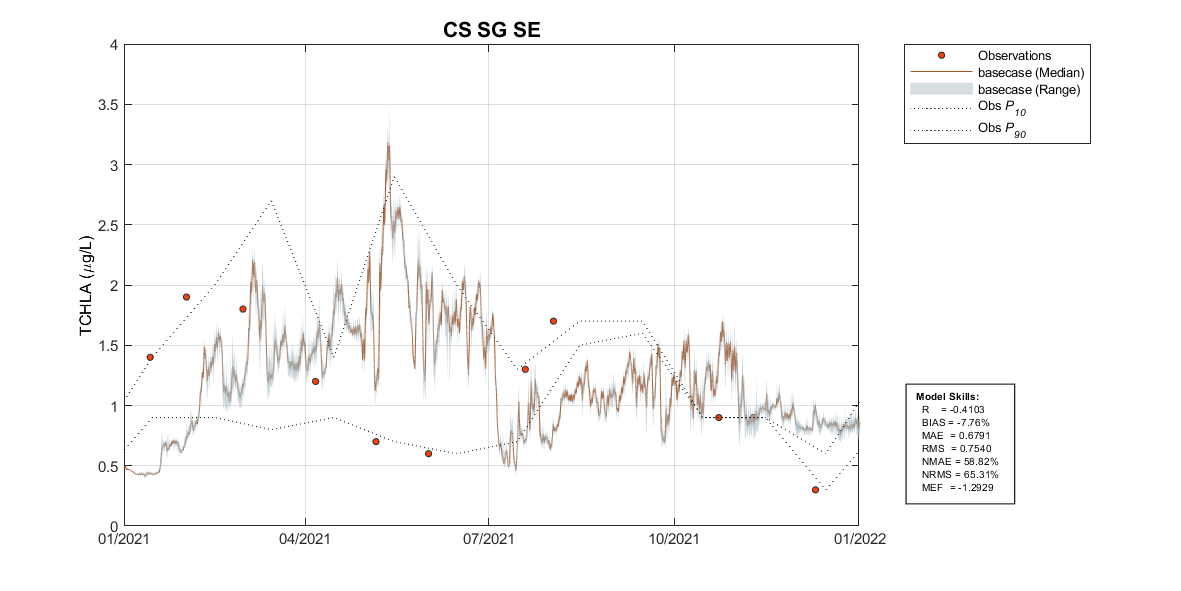 CS SG SE
4
3.5
3
2.5
2
1.5
1
0.5
0
TCHLA (μg/L)
01/2021
04/2021
07/2021
10/2021
01/2022
Observations
basecase (Median)
basecase (Range)
Obs P10
Obs P90
Model Skills:
R = -0.4103
BIAS = -7.76%
MAE = 0.6791
RMS = 0.7540
NMAE = 58.82%
NRMS = 65.31%
MEF = -1.2929